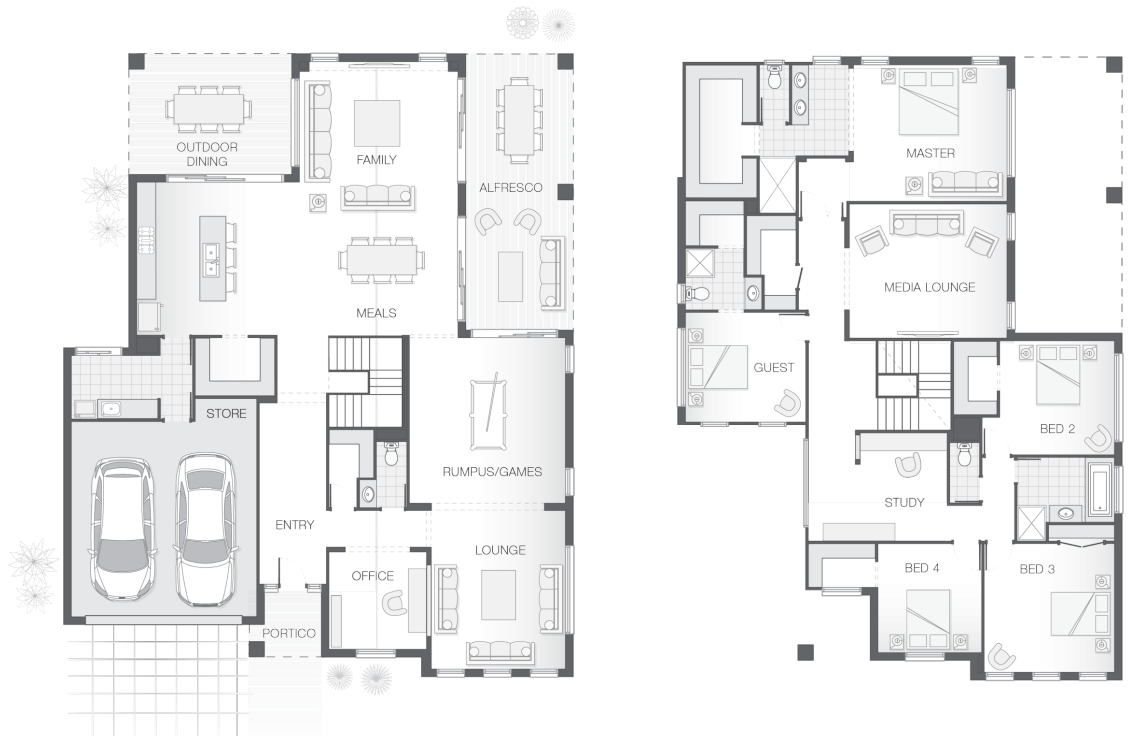 OUTDOOR
DINING
FAMILY
ALFRESCO
MEALS
STORE
RUMPUS/GAMES
ENTRY
LOUNGE
OFFICE
PORTICO
MASTER
MEDIA LOUNGE
GUEST
BED 2
STUDY
BED 4
BED 3